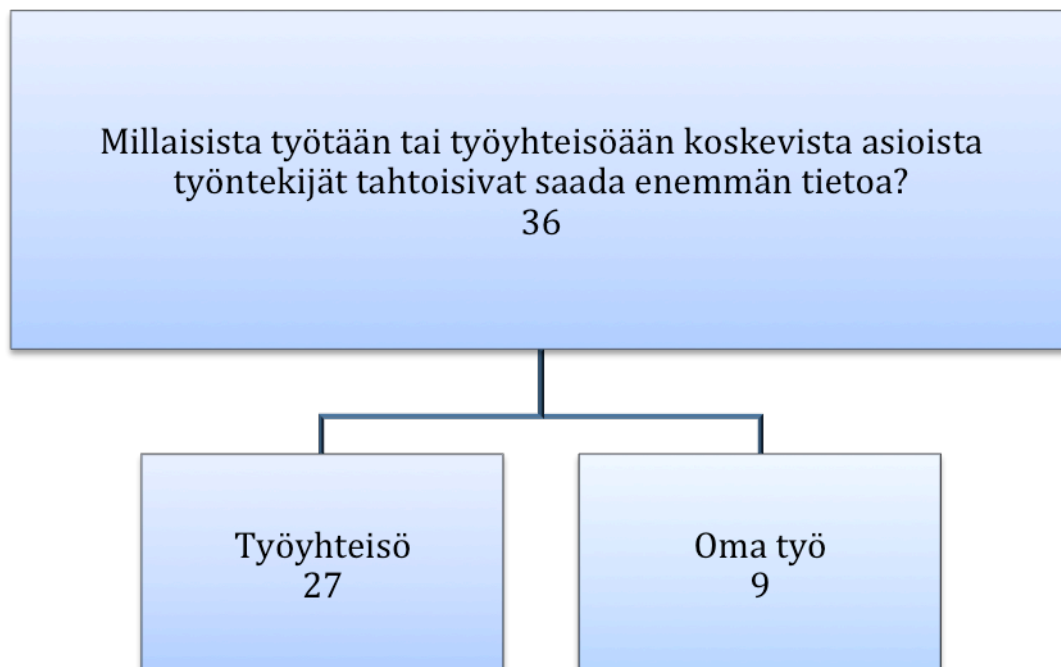 Millaisista työtään tai työyhteisöään koskevista asioista
työntekijät tahtoisivat saada enemmän tietoa?
36
Työyhteisö
27
Oma työ
9